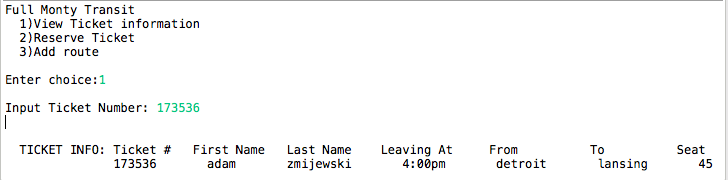 Full Monty Transit
1)View Ticket information
2)Reserve Ticket
3)Add route
Enter choice:1
Input Ticket Number: 173536
TICKET INFO: Ticket # First Name Last Name Leaving At From To Seat
173536 adam zmijewski 4:00pm detroit lansing 45